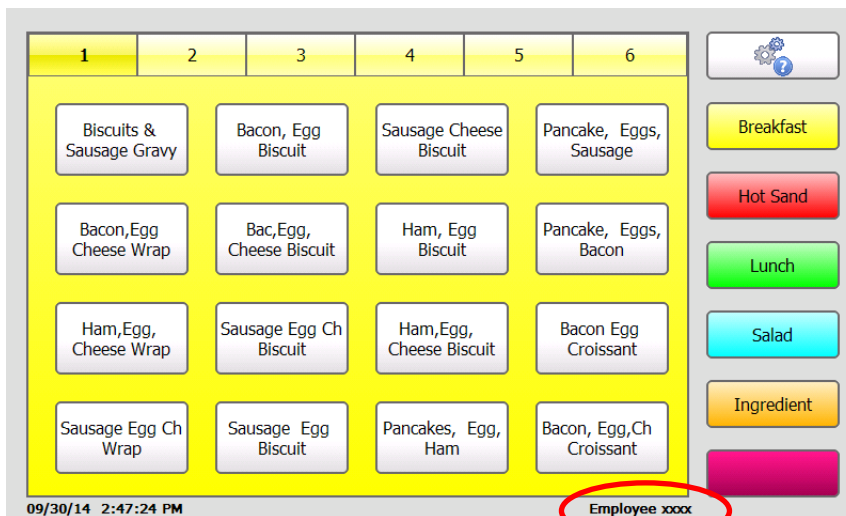 1 2 3 4 5 6
Biscuits &
Sausage Gravy
Bacon, Egg
Biscuit
Sausage Cheese
Biscuit
Pancake, Eggs,
Sausage
Bacon,Egg
Cheese Wrap
Bac,Egg,
Cheese Biscuit
Ham, Egg
Biscuit
Pancake, Eggs,
Bacon
Ham,Egg,
Cheese Wrap
Sausage Egg Ch
Biscuit
Ham,Egg,
Cheese Biscuit
Bacon Egg
Croissant
Sausage Egg Ch
Wrap
Sausage Egg
Biscuit
Pancakes, Egg,
Ham
Bacon, Egg,Ch
Croissant
?
Breakfast
Hot Sand
Lunch
Salad
Ingredient
09/30/14 2:47:24 PM
Employee xxxx